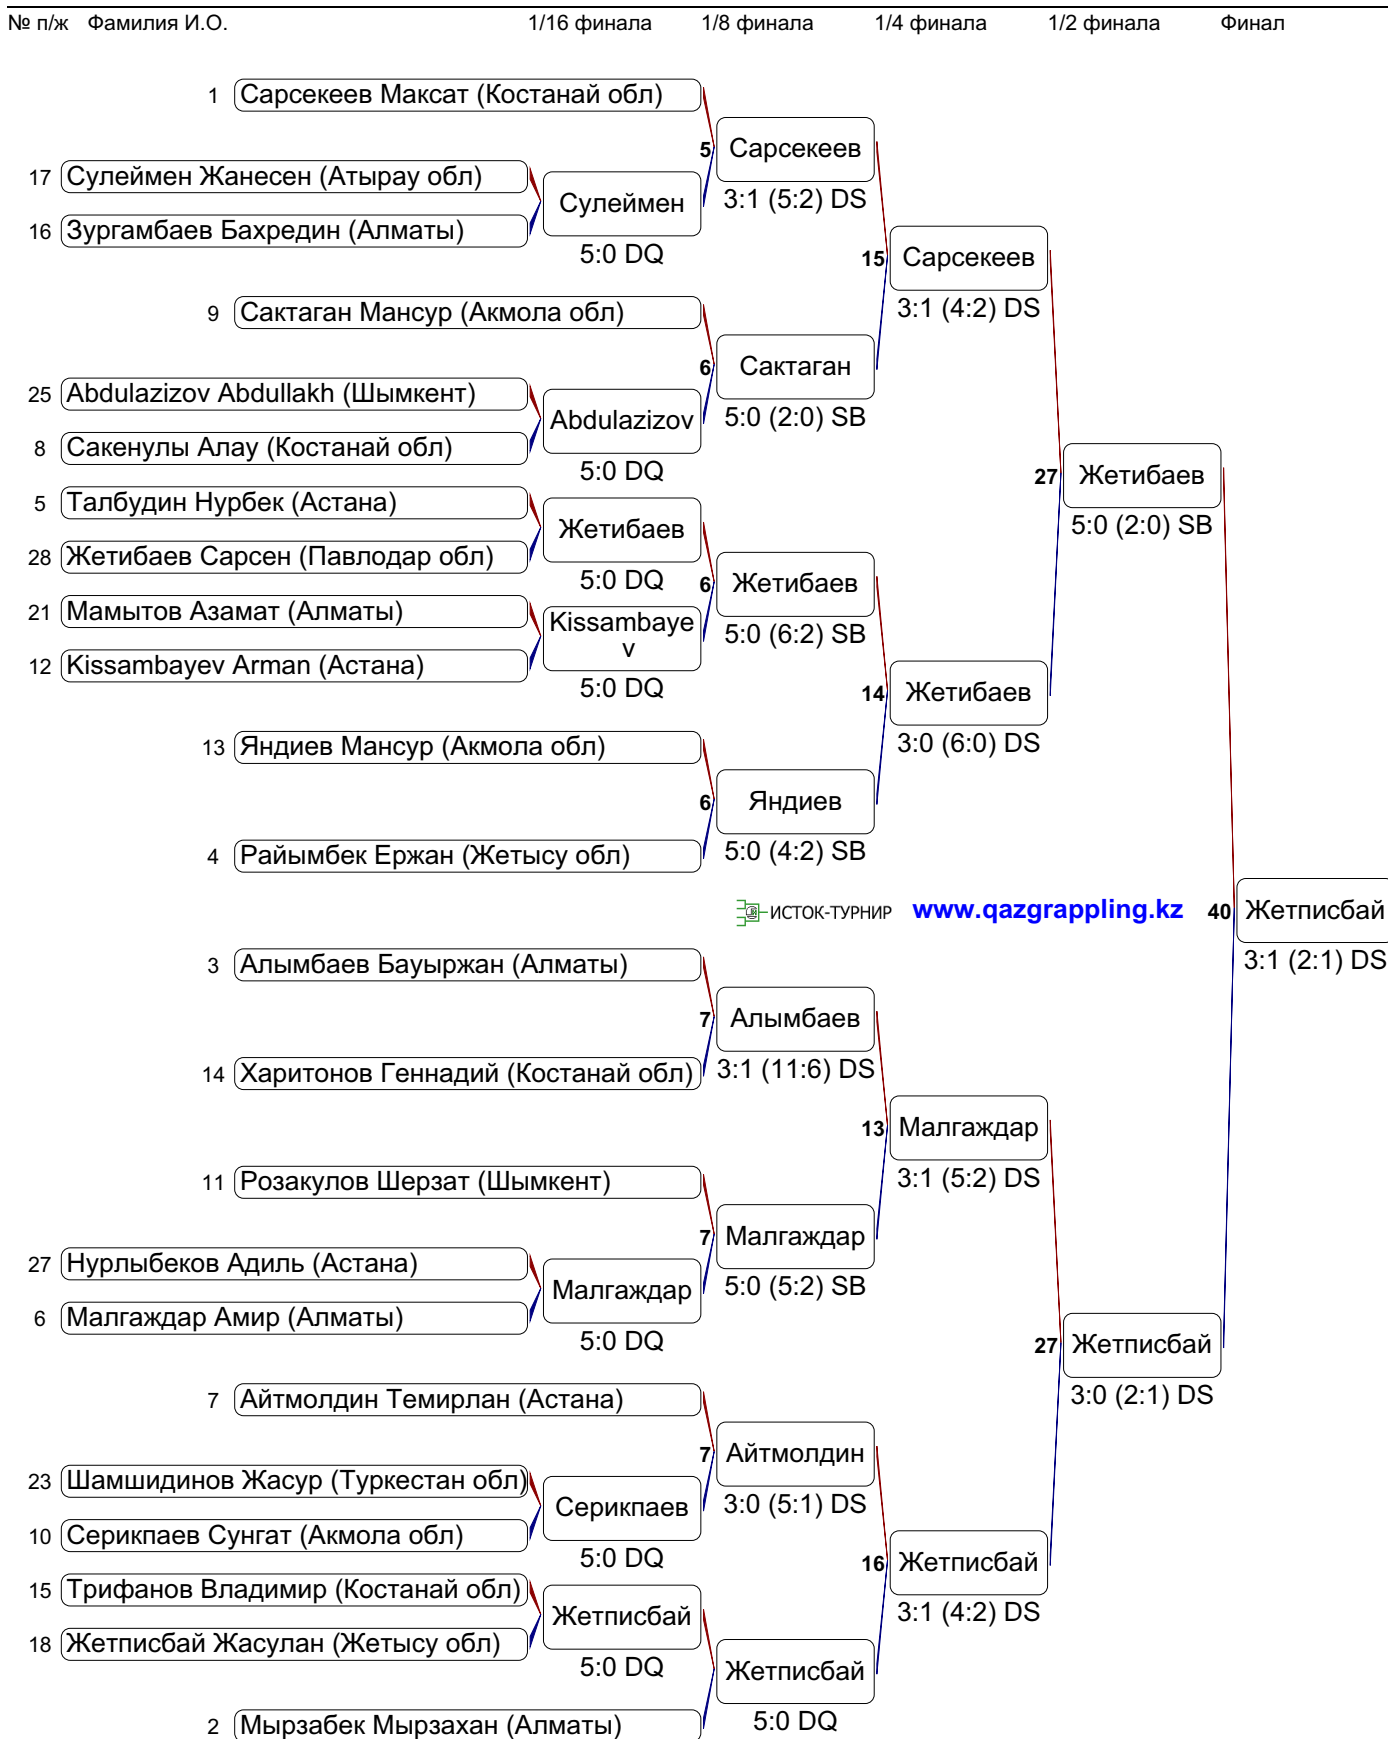 № п/ж Фамилия И.О. 1/16 финала 1/8 финала 1/4 финала 1/2 финала Финал
1 Сарсекеев Максат (Костанай обл)
5 Сарсекеев
17 Сулеймен Жанесен (Атырау обл)
Сулеймен
3:1 (5:2) DS
16 Зургамбаев Бахредин (Алматы)
5:0 DQ
15 Сарсекеев
9 Сактаган Мансур (Акмола обл)
3:1 (4:2) DS
6 Сактаган
25 Abdulazizov Abdullakh (Шымкент)
Abdulazizov
5:0 (2:0) SB
8 Сакенулы Алау (Костанай обл)
5:0 DQ
27 Жетибаев
5 Талбудин Нурбек (Астана)
Жетибаев
5:0 (2:0) SB
28 Жетибаев Сарсен (Павлодар обл)
5:0 DQ
6 Жетибаев
21 Мамытов Азамат (Алматы)
Kissambaye
v
5:0 (6:2) SB
12 Kissambayev Arman (Астана)
5:0 DQ
14 Жетибаев
13 Яндиев Мансур (Акмола обл)
3:0 (6:0) DS
6 Яндиев
4 Райымбек Ержан (Жетысу обл)
5:0 (4:2) SB
ИСТОК-ТУРНИР www.qazgrappling.kz 40 Жетписбай
3:1 (2:1) DS
3 Алымбаев Бауыржан (Алматы)
7 Алымбаев
14 Харитонов Геннадий (Костанай обл)
3:1 (11:6) DS
13 Малгаждар
11 Розакулов Шерзат (Шымкент)
3:1 (5:2) DS
7 Малгаждар
27 Нурлыбеков Адиль (Астана)
Малгаждар
5:0 (5:2) SB
6 Малгаждар Амир (Алматы)
5:0 DQ
27 Жетписбай
7 Айтмолдин Темирлан (Астана)
3:0 (2:1) DS
7 Айтмолдин
23 Шамшидинов Жасур (Туркестан обл)
Серикпаев
3:0 (5:1) DS
10 Серикпаев Сунгат (Акмола обл)
5:0 DQ
16 Жетписбай
15 Трифанов Владимир (Костанай обл)
Жетписбай
3:1 (4:2) DS
18 Жетписбай Жасулан (Жетысу обл)
5:0 DQ
Жетписбай
2 Мырзабек Мырзахан (Алматы)
5:0 DQ